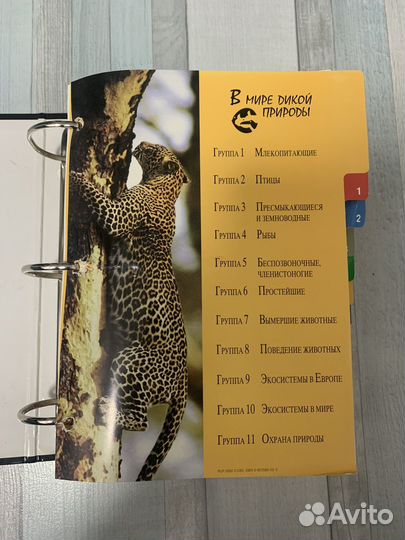 В мире дикой
природы
Группа 1 Млекопитающие
Группа 2 Птицы
Группа 3 Пресмыкающиеся
и земноводные
Группа 4 Рыбы
Группа 5 Беспозвоночные,
членистоногие
Группа 6 Простейшие
Группа 7 Вымершие животные
Группа 8 Поведение животных
Группа 9 Экосистемы в Европе
Группа 10 Экосистемы в мире
Группа 11 Охрана природы
1
2
Avito